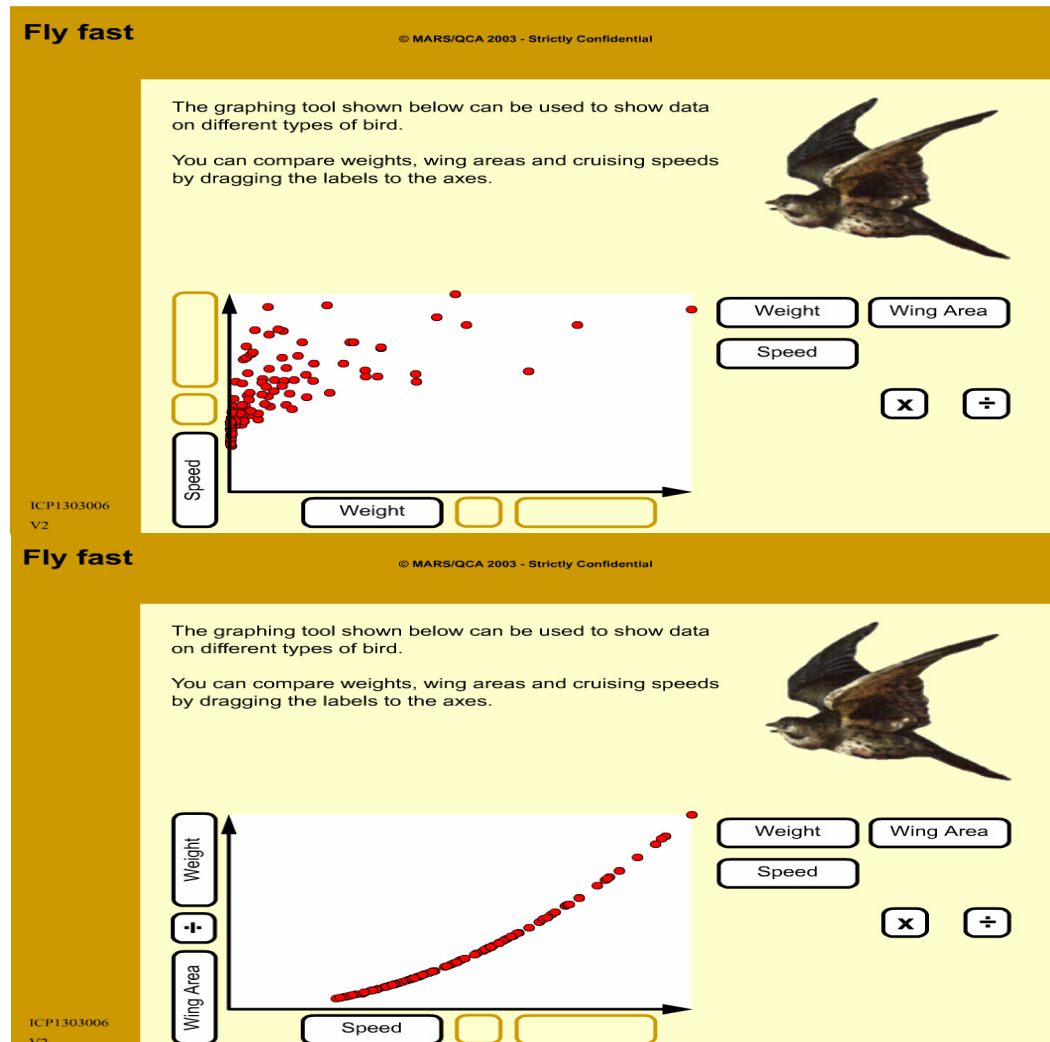 Fly fast
© MARS/QCA 2003 - Strictly Confidential
The graphing tool shown below can be used to show data
on different types of bird.
You can compare weights, wing areas and cruising speeds
by dragging the labels to the axes.
Weight
Wing Area
Speed
x
÷
Speed
Weight
ICP1303006
V2
Fly fast
© MARS/QCA 2003 - Strictly Confidential
The graphing tool shown below can be used to show data
on different types of bird.
You can compare weights, wing areas and cruising speeds
by dragging the labels to the axes.
Weight
Wing Area
Speed
x
÷
Weight
÷
Wing Area
Speed
ICP1303006
V2